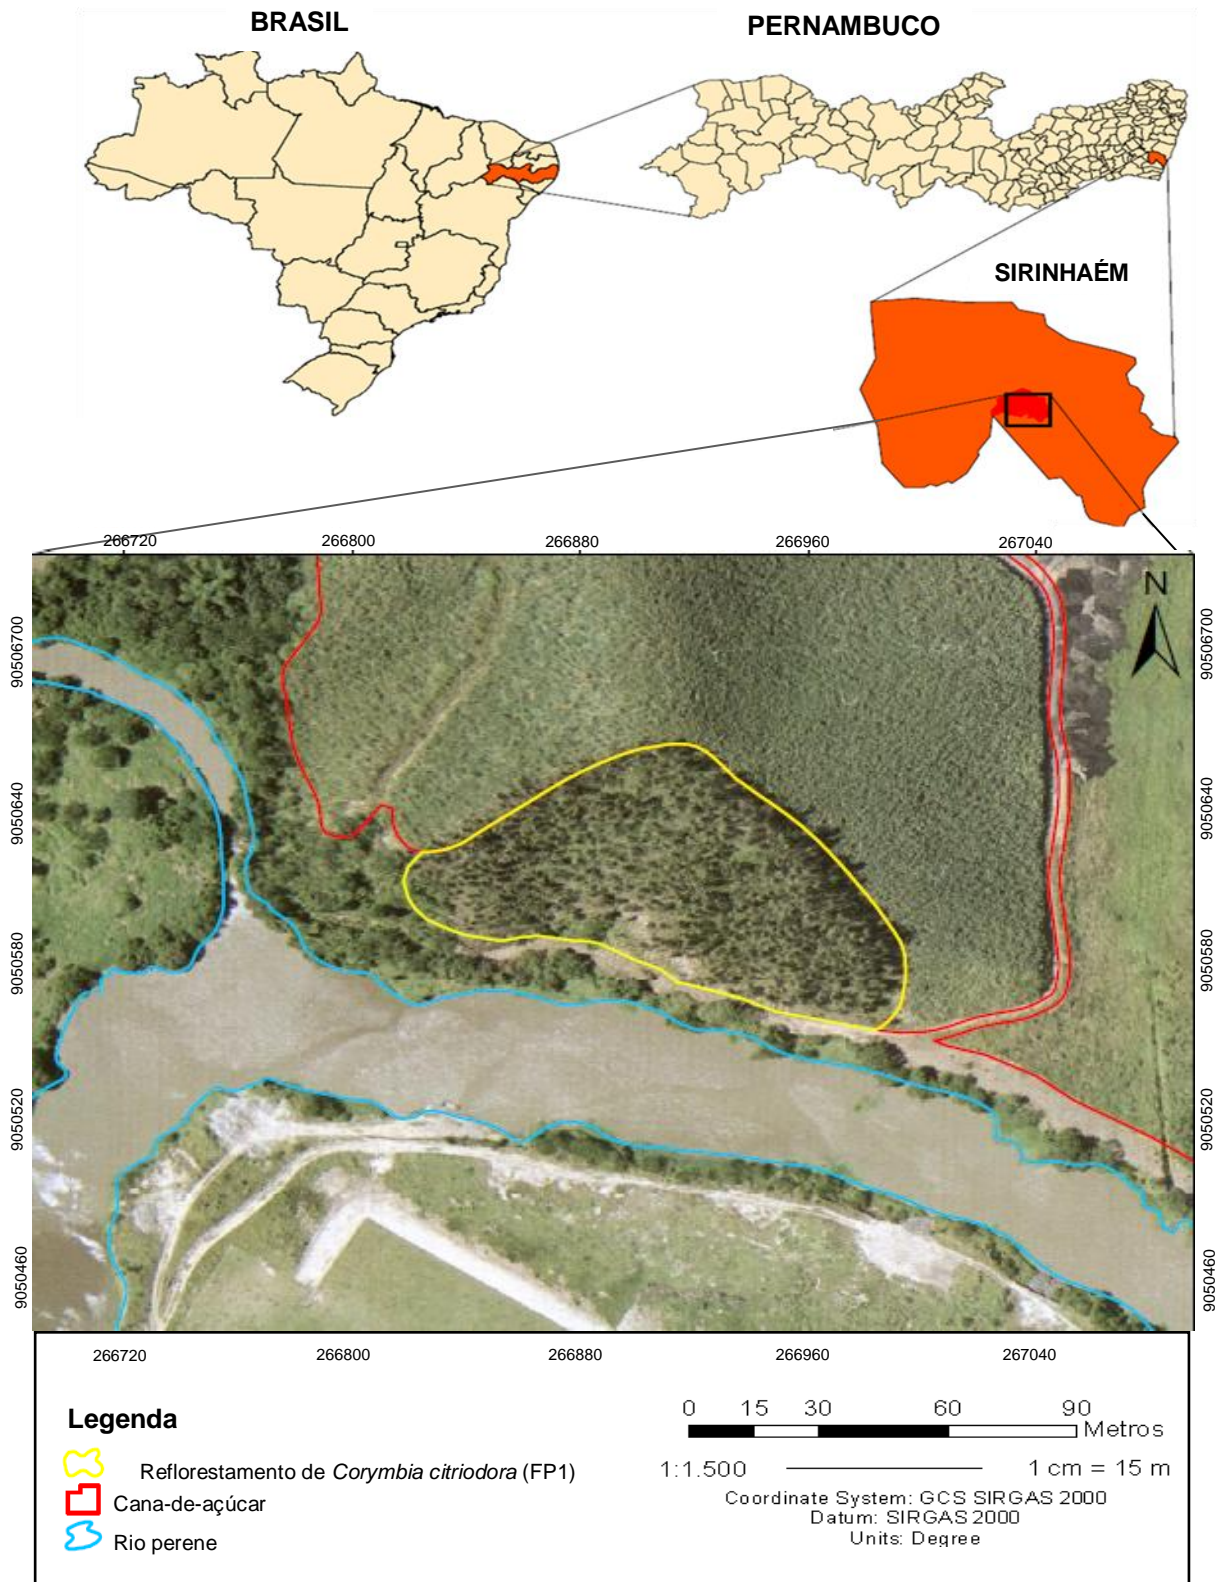 BRASIL
PERNAMBUCO
SIRINHAÉM
266720 266800 266880 266960 267040
N
90506700 90506700
9050640 9050640
9050580 9050580
9050520 9050520
9050460 9050460
266720 266800 266880 266960 267040
Legenda
Reflorestamento de Corymbia citriodora (FP1)
Cana-de-açúcar
Rio perene
0 15 30 60 90
Metros
1:1.500 1 cm = 15 m
Coordinate System: GCS SIRGAS 2000
Datum: SIRGAS 2000
Units: Degree